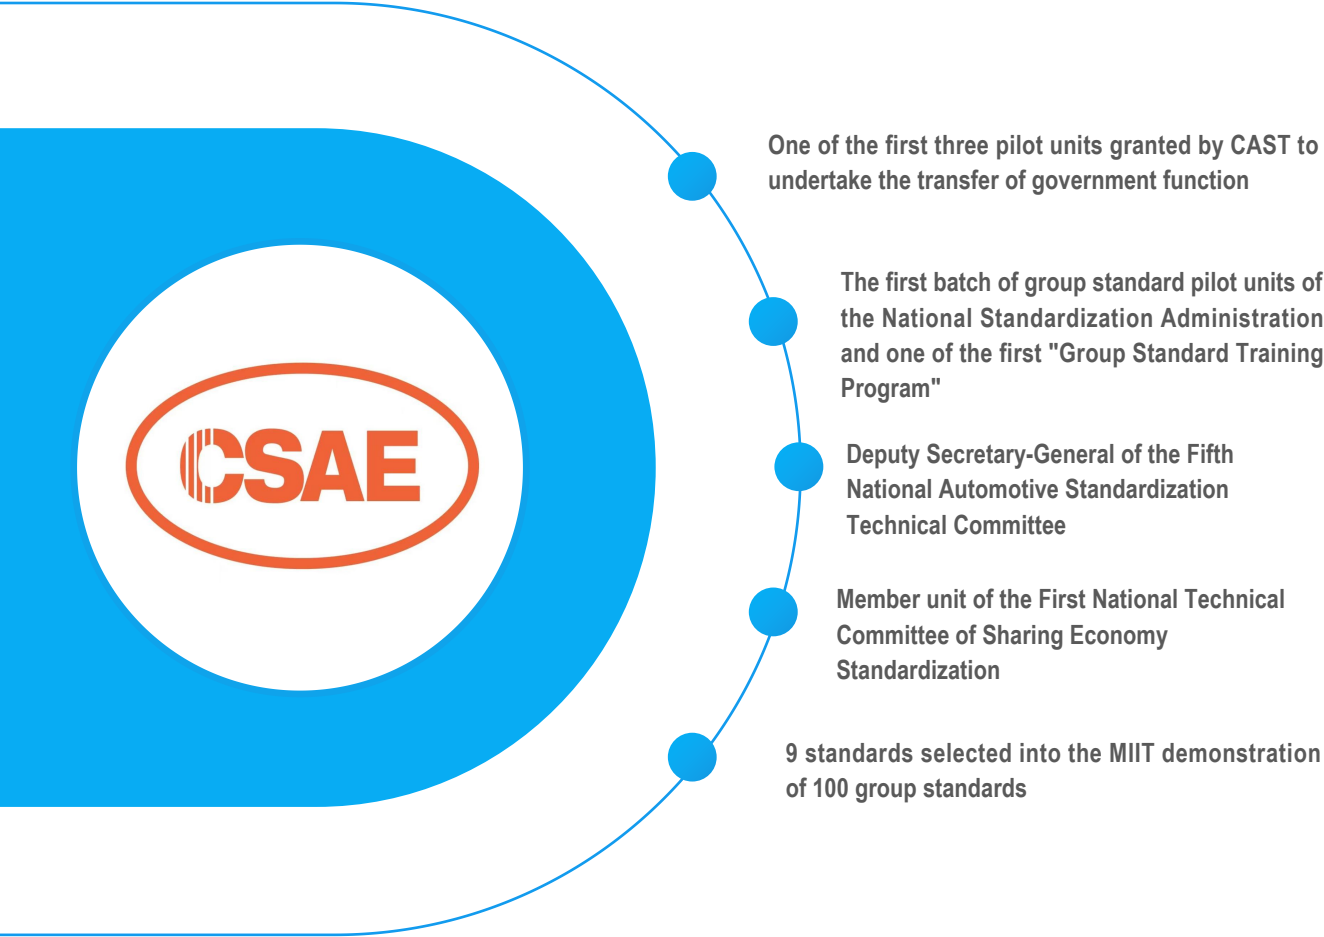 One of the first three pilot units granted by CAST to
undertake the transfer of government function
The first batch of group standard pilot units of
the National Standardization Administration
and one of the first "Group Standard Training
Program"
CSAE
Deputy Secretary-General of the Fifth
National Automotive Standardization
Technical Committee
Member unit of the First National Technical
Committee of Sharing Economy
Standardization
9 standards selected into the MIIT demonstration
of 100 group standards